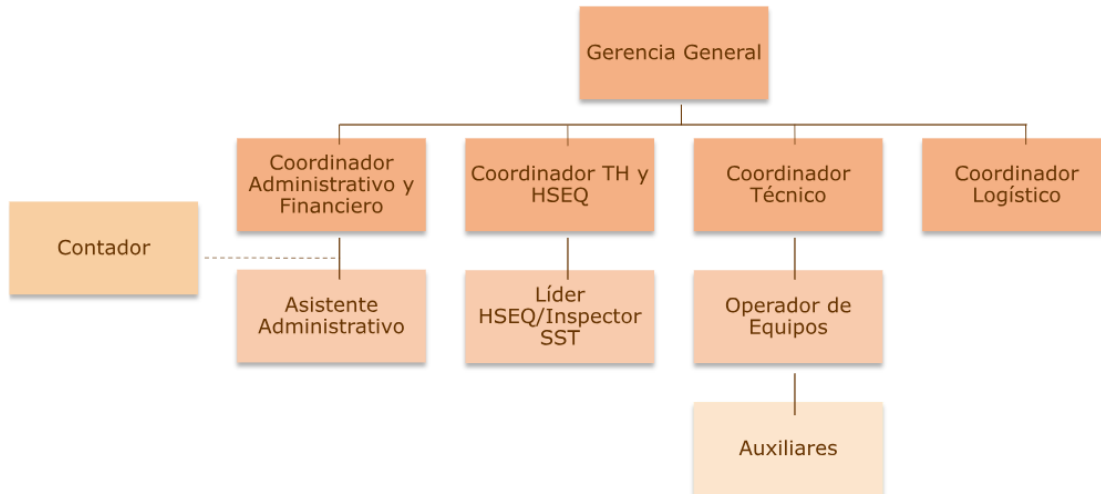 Gerencia General
Coordinador
Administrativo y
Financiero
Coordinador TH y
HSEQ
Coordinador
Técnico
Coordinador
Logístico
Contador
Asistente
Administrativo
Líder
HSEQ/Inspector
SST
Operador de
Equipos
Auxiliares